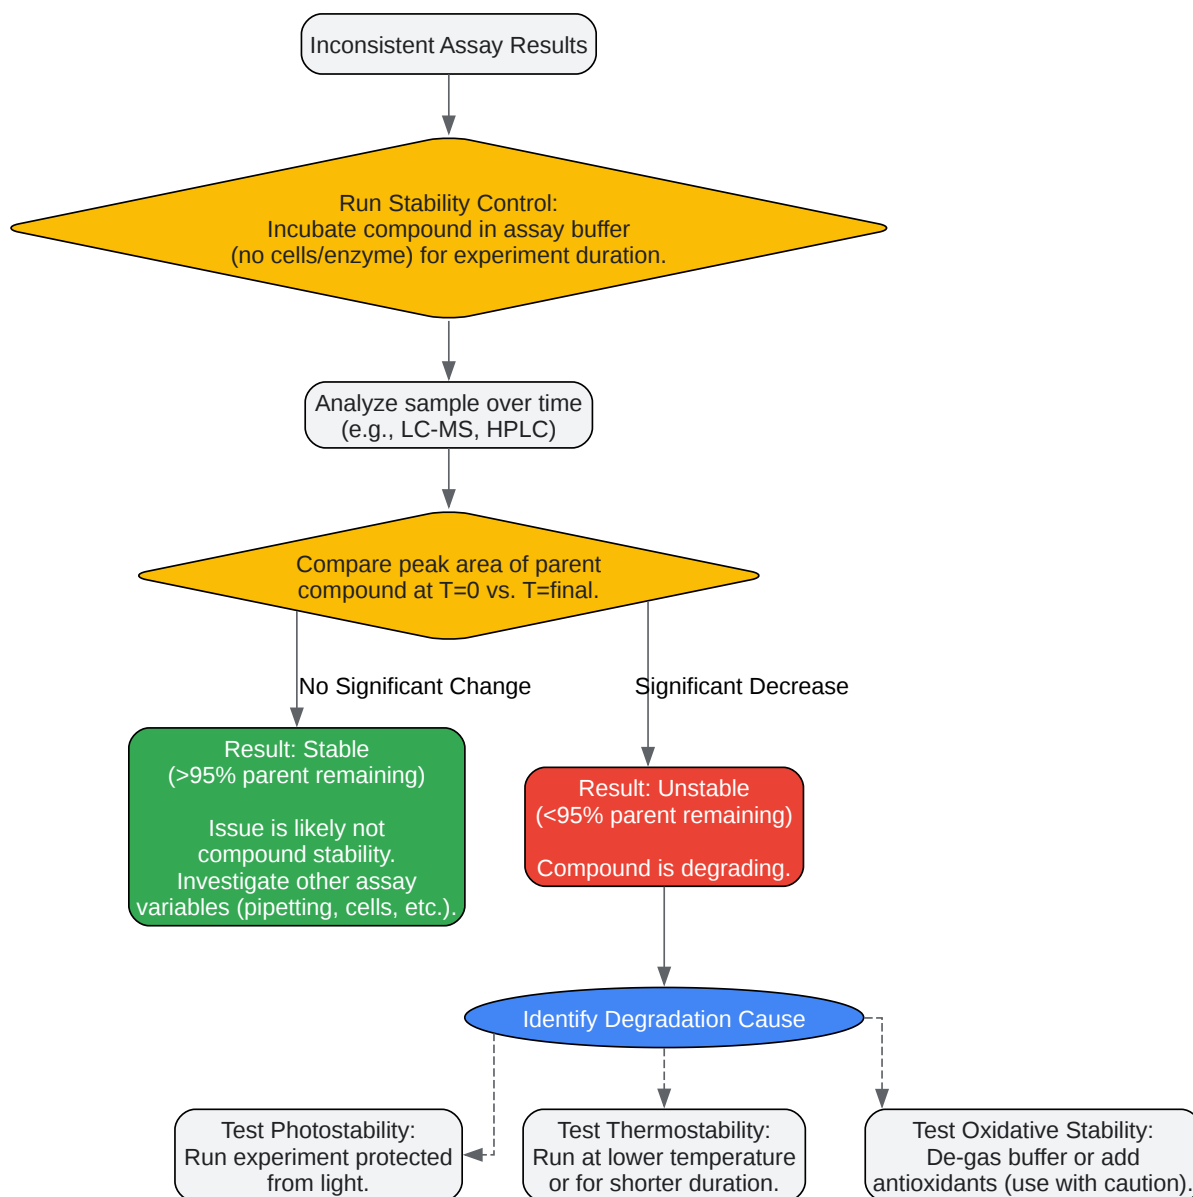 Inconsistent Assay Results
Run Stability Control:
Incubate compound in assay buffer
(no cells/enzyme) for experiment duration.
Analyze sample over time
(e.g., LC-MS, HPLC)
Compare peak area of parent
compound at T=0 vs. T=final.
No Significant Change
Significant Decrease
Result: Stable
(>95% parent remaining)
Issue is likely not
compound stability.
Investigate other assay
variables (pipetting, cells, etc.).
Result: Unstable
(<95% parent remaining)
Compound is degrading.
Identify Degradation Cause
Test Photostability:
Run experiment protected
from light.
Test Thermostability:
Run at lower temperature
or for shorter duration.
Test Oxidative Stability:
De-gas buffer or add
antioxidants (use with caution).